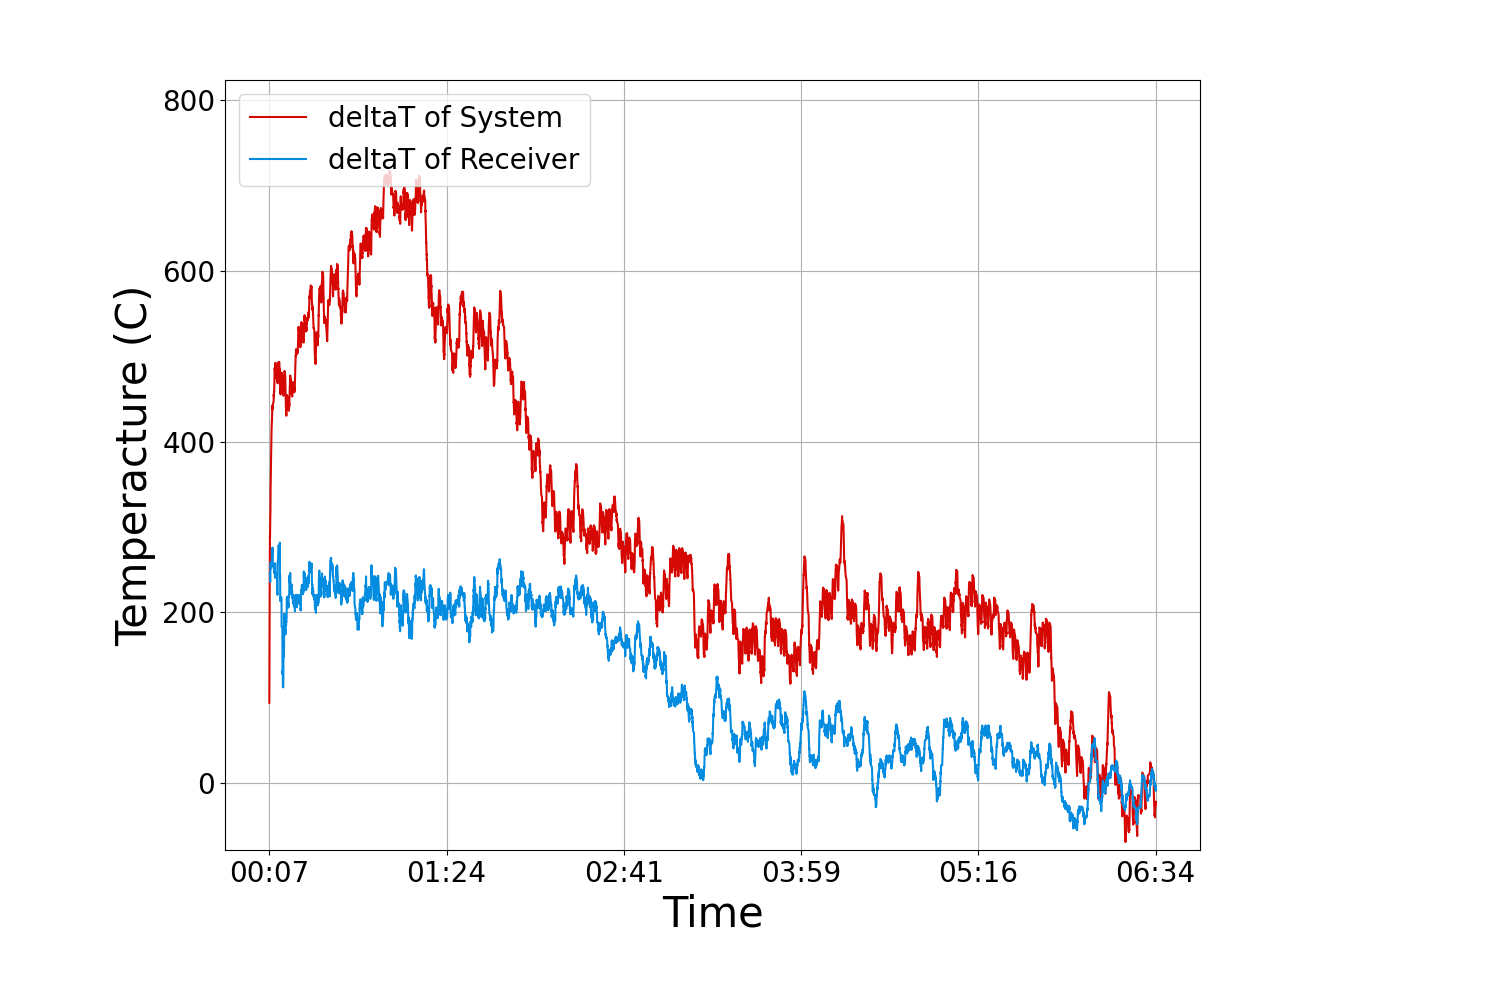 deltaT of System
deltaT of Receiver
Temperacture (C)
800
600
400
200
0
00:07 01:24 02:41 03:59 05:16 06:34
Time